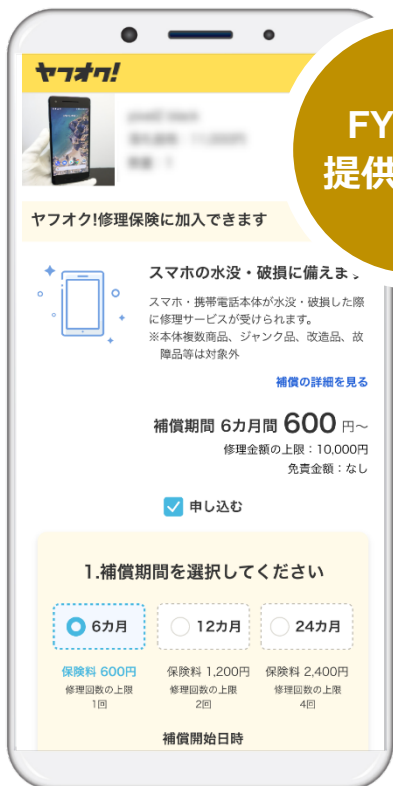 ヤフオク!
FY
提供
ヤフオク!修理保険に加入できます
スマホの水没・破損に備えます
スマホ・携帯電話本体が水没・破損した際
に修理サービスが受けられます。
※本体複数商品、ジャンク品、改造品、故
障品等は対象外
補償の詳細を見る
補償期間 6カ月間 600 円～
修理金額の上限：10,000円
免責金額：なし
申し込む
1.補償期間を選択してください
6カ月
12カ月
24カ月
保険料 600円
保険料 1,200円
保険料 2,400円
修理回数の上限
1回
修理回数の上限
2回
修理回数の上限
4回
補償開始日時